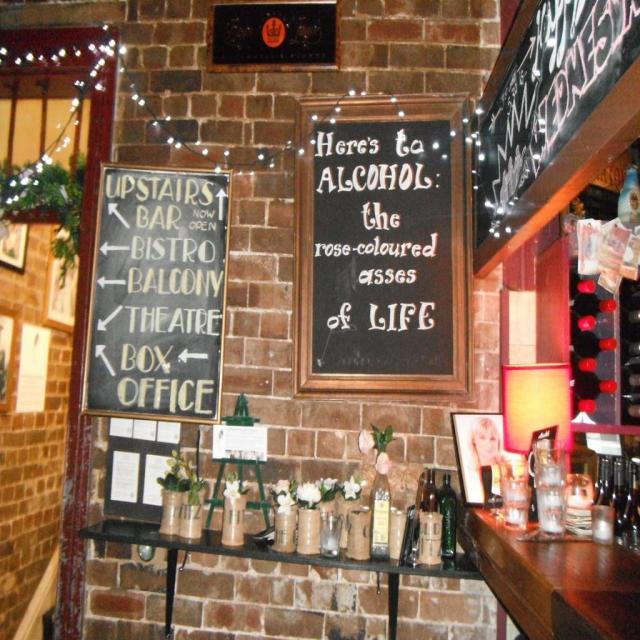 UPSTAIRS
BAR NOW OPEN
BISTRO
BALCONY
THEATRE
BOX
OFFICE
Here's to
ALCOHOL:
the
rose-coloured
asses
of LIFE